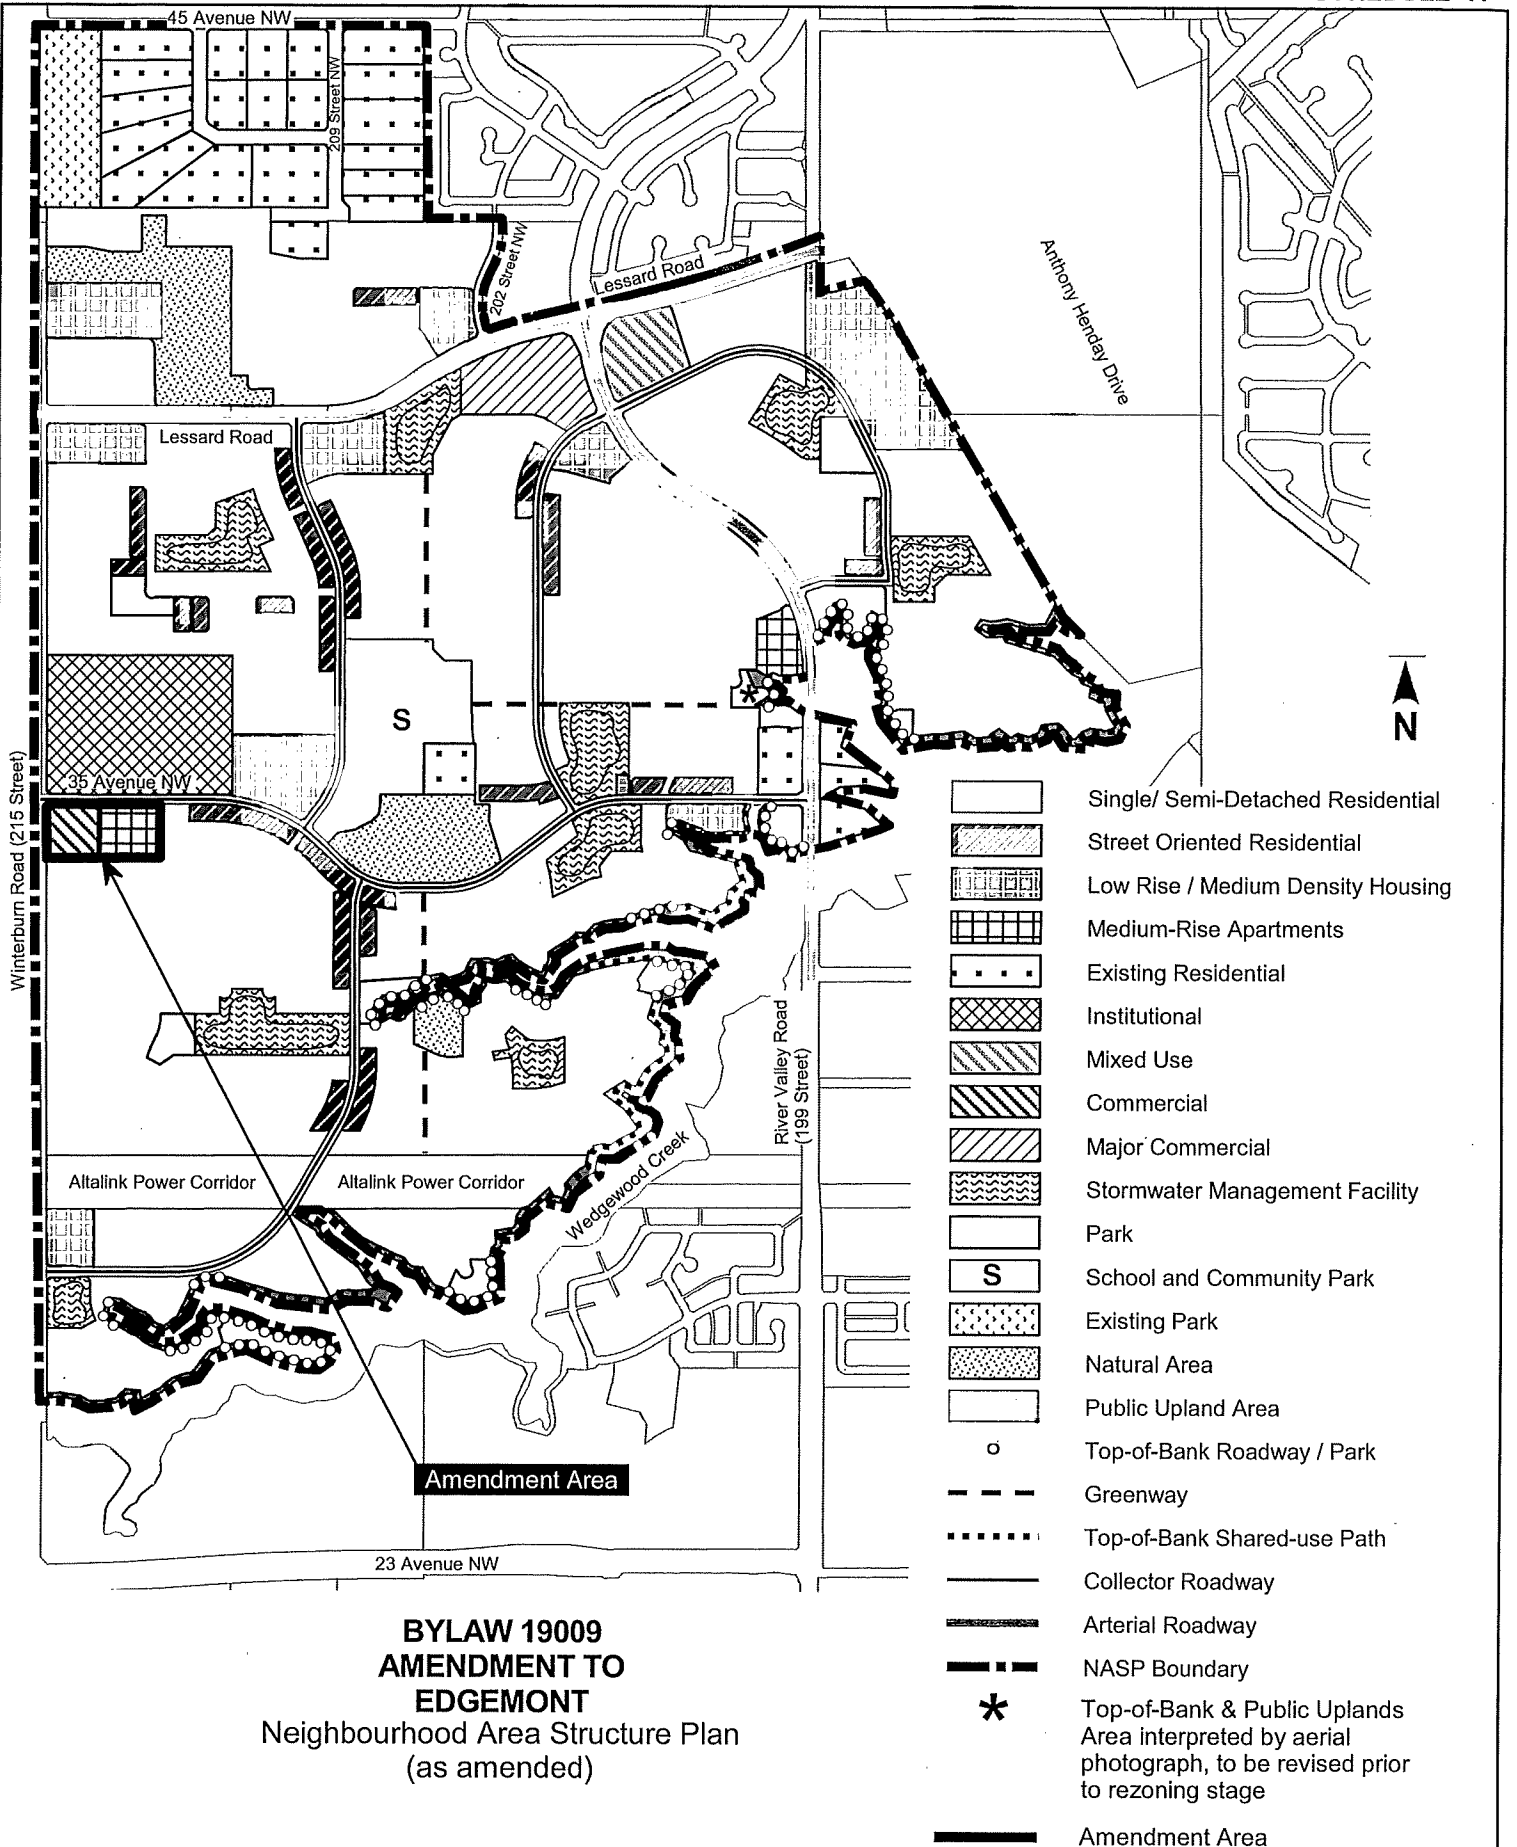 45 Avenue NW
209 Street NW
202 Street NW
Lessard Road
Anthony Henday Drive
Lessard Road
S
N
35 Avenue NW
Winterburn Road (215 Street)
River Valley Road
(199 Street)
Wedgewood Creek
Altalink Power Corridor
Altalink Power Corridor
Amendment Area
23 Avenue NW
Single/ Semi-Detached Residential
Street Oriented Residential
Low Rise / Medium Density Housing
Medium-Rise Apartments
Existing Residential
Institutional
Mixed Use
Commercial
Major Commercial
Stormwater Management Facility
Park
S School and Community Park
Existing Park
Natural Area
Public Upland Area
Top-of-Bank Roadway / Park
Greenway
Top-of-Bank Shared-use Path
Collector Roadway
Arterial Roadway
NASP Boundary
* Top-of-Bank & Public Uplands
Area interpreted by aerial
photograph, to be revised prior
to rezoning stage
Amendment Area
BYLAW 19009
AMENDMENT TO
EDGEMONT
Neighbourhood Area Structure Plan
(as amended)